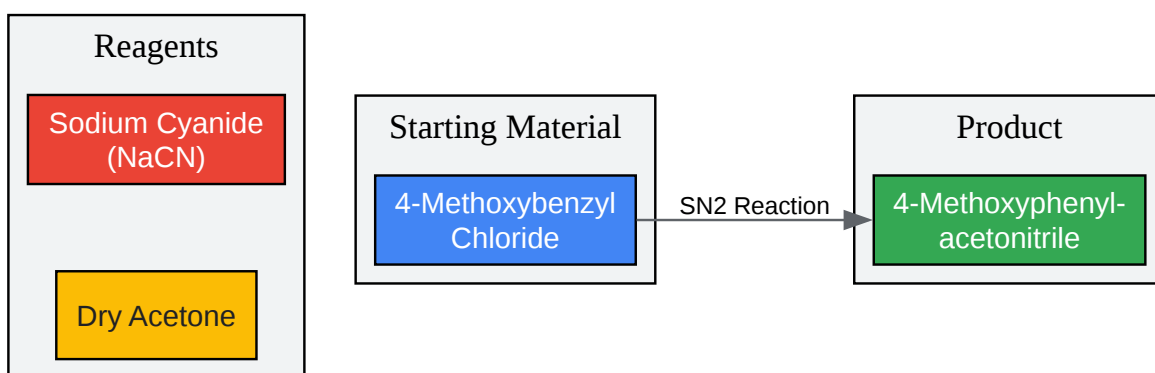 Reagents
Sodium Cyanide
(NaCN)
Dry Acetone
Starting Material
4-Methoxybenzyl
Chloride
SN2 Reaction
Product
4-Methoxyphenyl-
acetonitrile